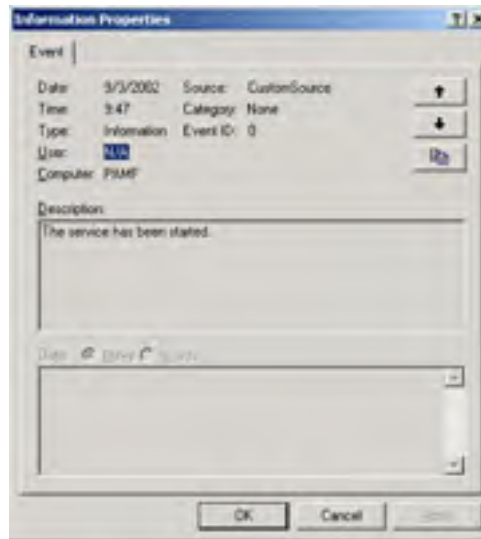 Information Properties
Event
Date: 9/3/2002 Source: CustomSource
Time: 9:47 Category: None
Type: Information Event ID: 0
User: N/A
Computer: PAMF
Description:
The service has been started.
Data: Bytes Words
OK Cancel Apply